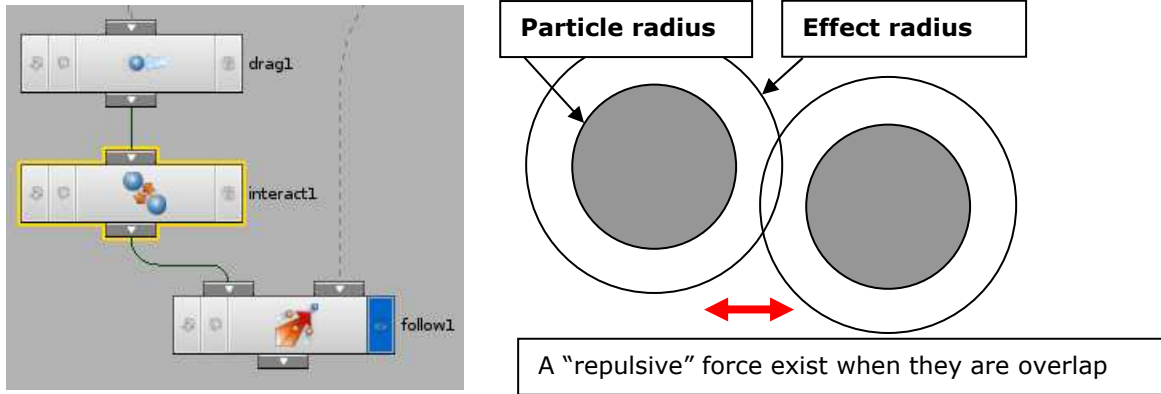 drag1
interact1
follow1
Particle radius
Effect radius
A “repulsive” force exist when they are overlap